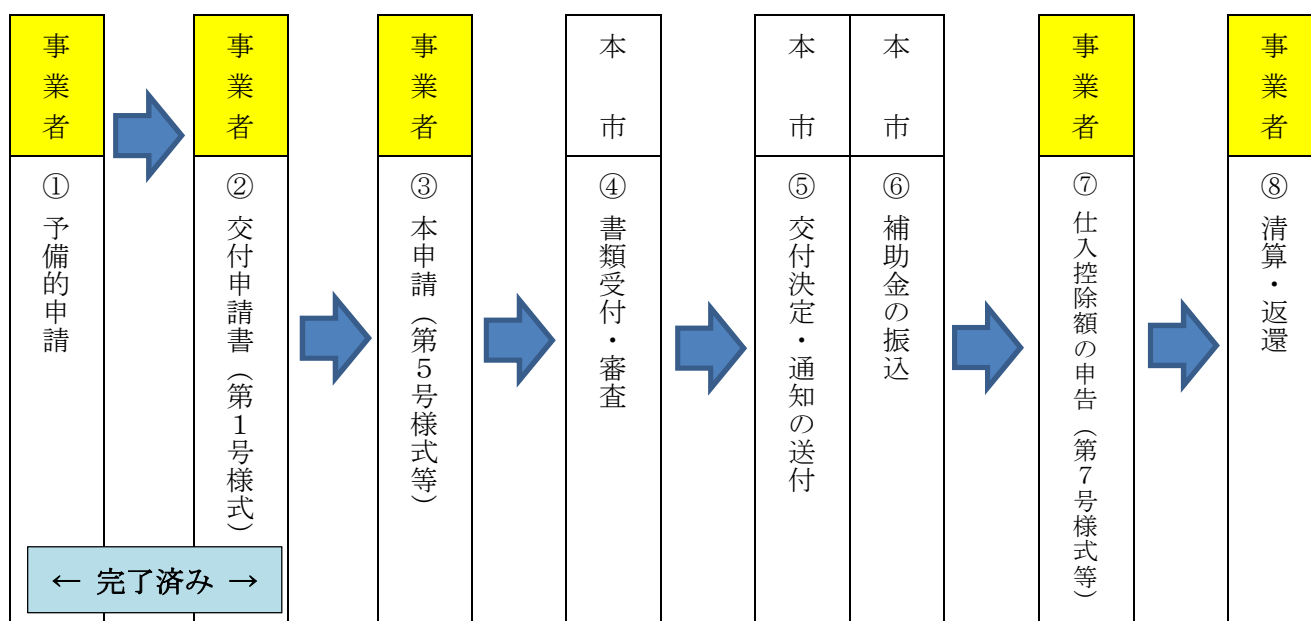 事業者
①予備的申請
事業者
②交付申請書（第１号様式）
← 完了済み →
事業者
③本申請（第５号様式等）
本市
④書類受付・審査
本市
⑤交付決定・通知の送付
本市
⑥補助金の振込
事業者
⑦仕入控除額の申告（第７号様式等）
事業者
⑧清算・返還